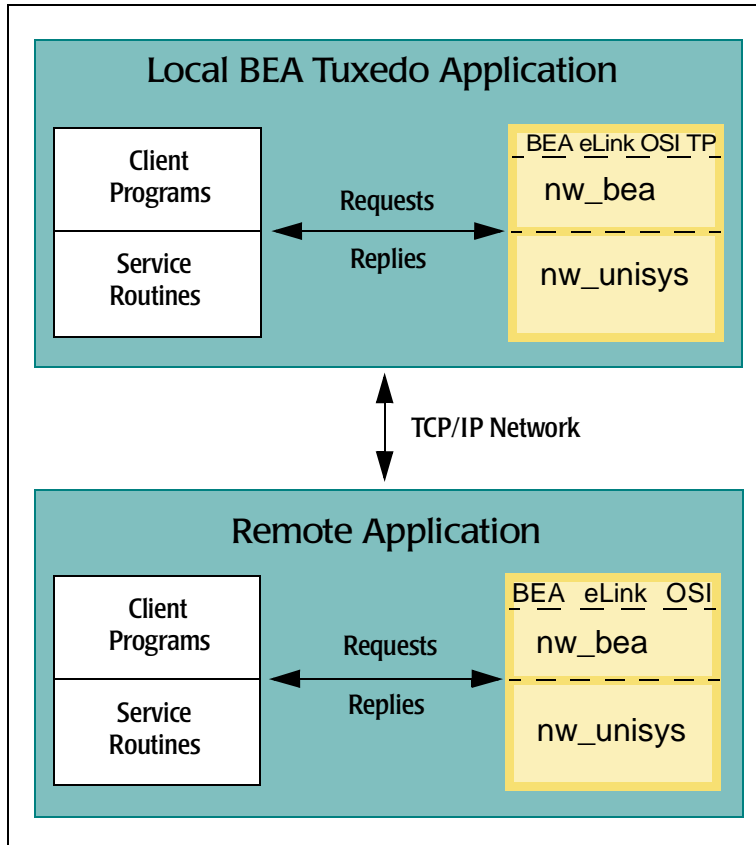 Local BEA Tuxedo Application
Client
Programs
Service
Routines
Requests
Replies
BEA eLink OSI TP
nw_bea
nw_unisys
TCP/IP Network
Remote Application
Client
Programs
Service
Routines
Requests
Replies
BEA eLink OSI
nw_bea
nw_unisys